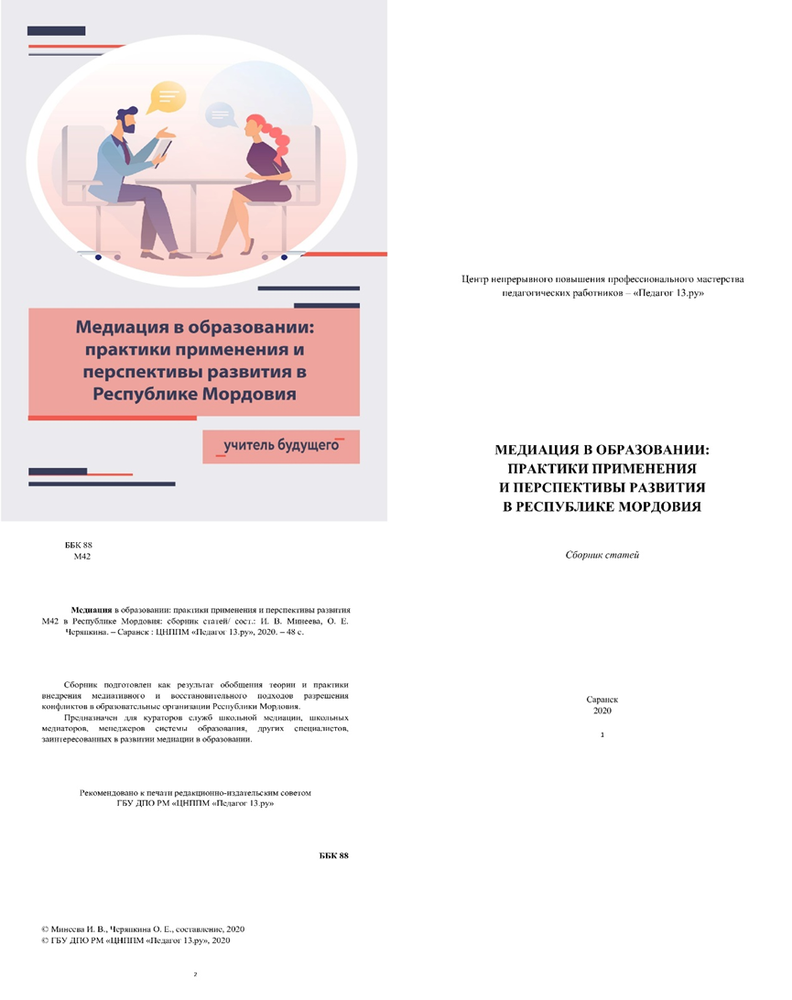 Медиация в образовании:
практики применения и
перспективы развития в
Республике Мордовия
учитель будущего
Центр непрерывного повышения профессионального мастерства
педагогических работников – «Педагог 13.ру»
МЕДИАЦИЯ В ОБРАЗОВАНИИ:
ПРАКТИКИ ПРИМЕНЕНИЯ
И ПЕРСПЕКТИВЫ РАЗВИТИЯ
В РЕСПУБЛИКЕ МОРДОВИЯ
Сборник статей
Саранск
2020
1
ББК 88
М42
Медиация в образовании: практики применения и перспективы развития
М42 в Республике Мордовия: сборник статей/ сост.: И. В. Минеева, О. Е.
Черяпкина. – Саранск : ЦНППМ «Педагог 13.ру», 2020. – 48 с.
Сборник подготовлен как результат обобщения теории и практики
внедрения медиативного и восстановительного подходов разрешения
конфликтов в образовательные организации Республики Мордовия.
Предназначен для кураторов служб школьной медиации, школьных
медиаторов, менеджеров системы образования, других специалистов,
заинтересованных в развитии медиации в образовании.
Рекомендовано к печати редакционно-издательским советом
ГБУ ДПО РМ «ЦНППМ «Педагог 13.ру»
ББК 88
© Минеева И. В., Черяпкина О. Е., составление, 2020
© ГБУ ДПО РМ «ЦНППМ «Педагог 13.ру», 2020
2